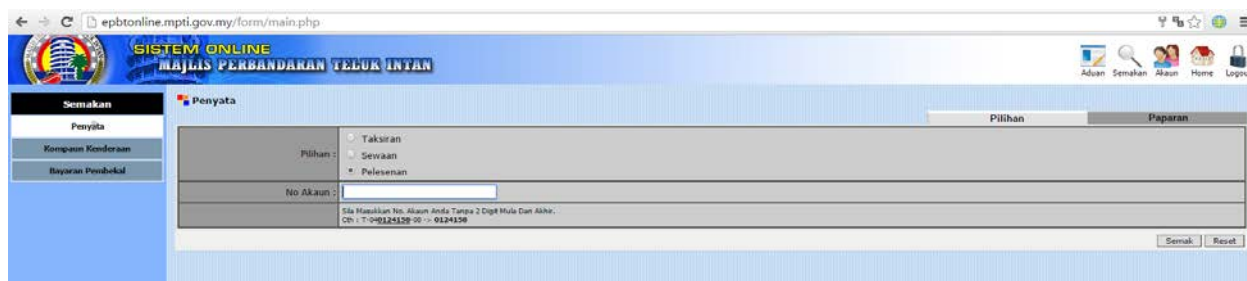 epbtonline.mpti.gov.my/form/main.php
SISTEM ONLINE
MAJLIS PERBANDARAN TELUK INTAN
Aduan Semakan Akaun Home Logou
Semakan
Penyata
Kompaun Kenderaan
Bayaran Pembekal
Penyata
Pilihan Paparan
Pilihan :
Taksiran
Sewaan
Pelesenan
No Akaun :
Sila Masukkan No. Akaun Anda Tanpa 2 Digit Mula Dan Akhir.
Cth : T-040124158-00 -> 0124158
Semak Reset